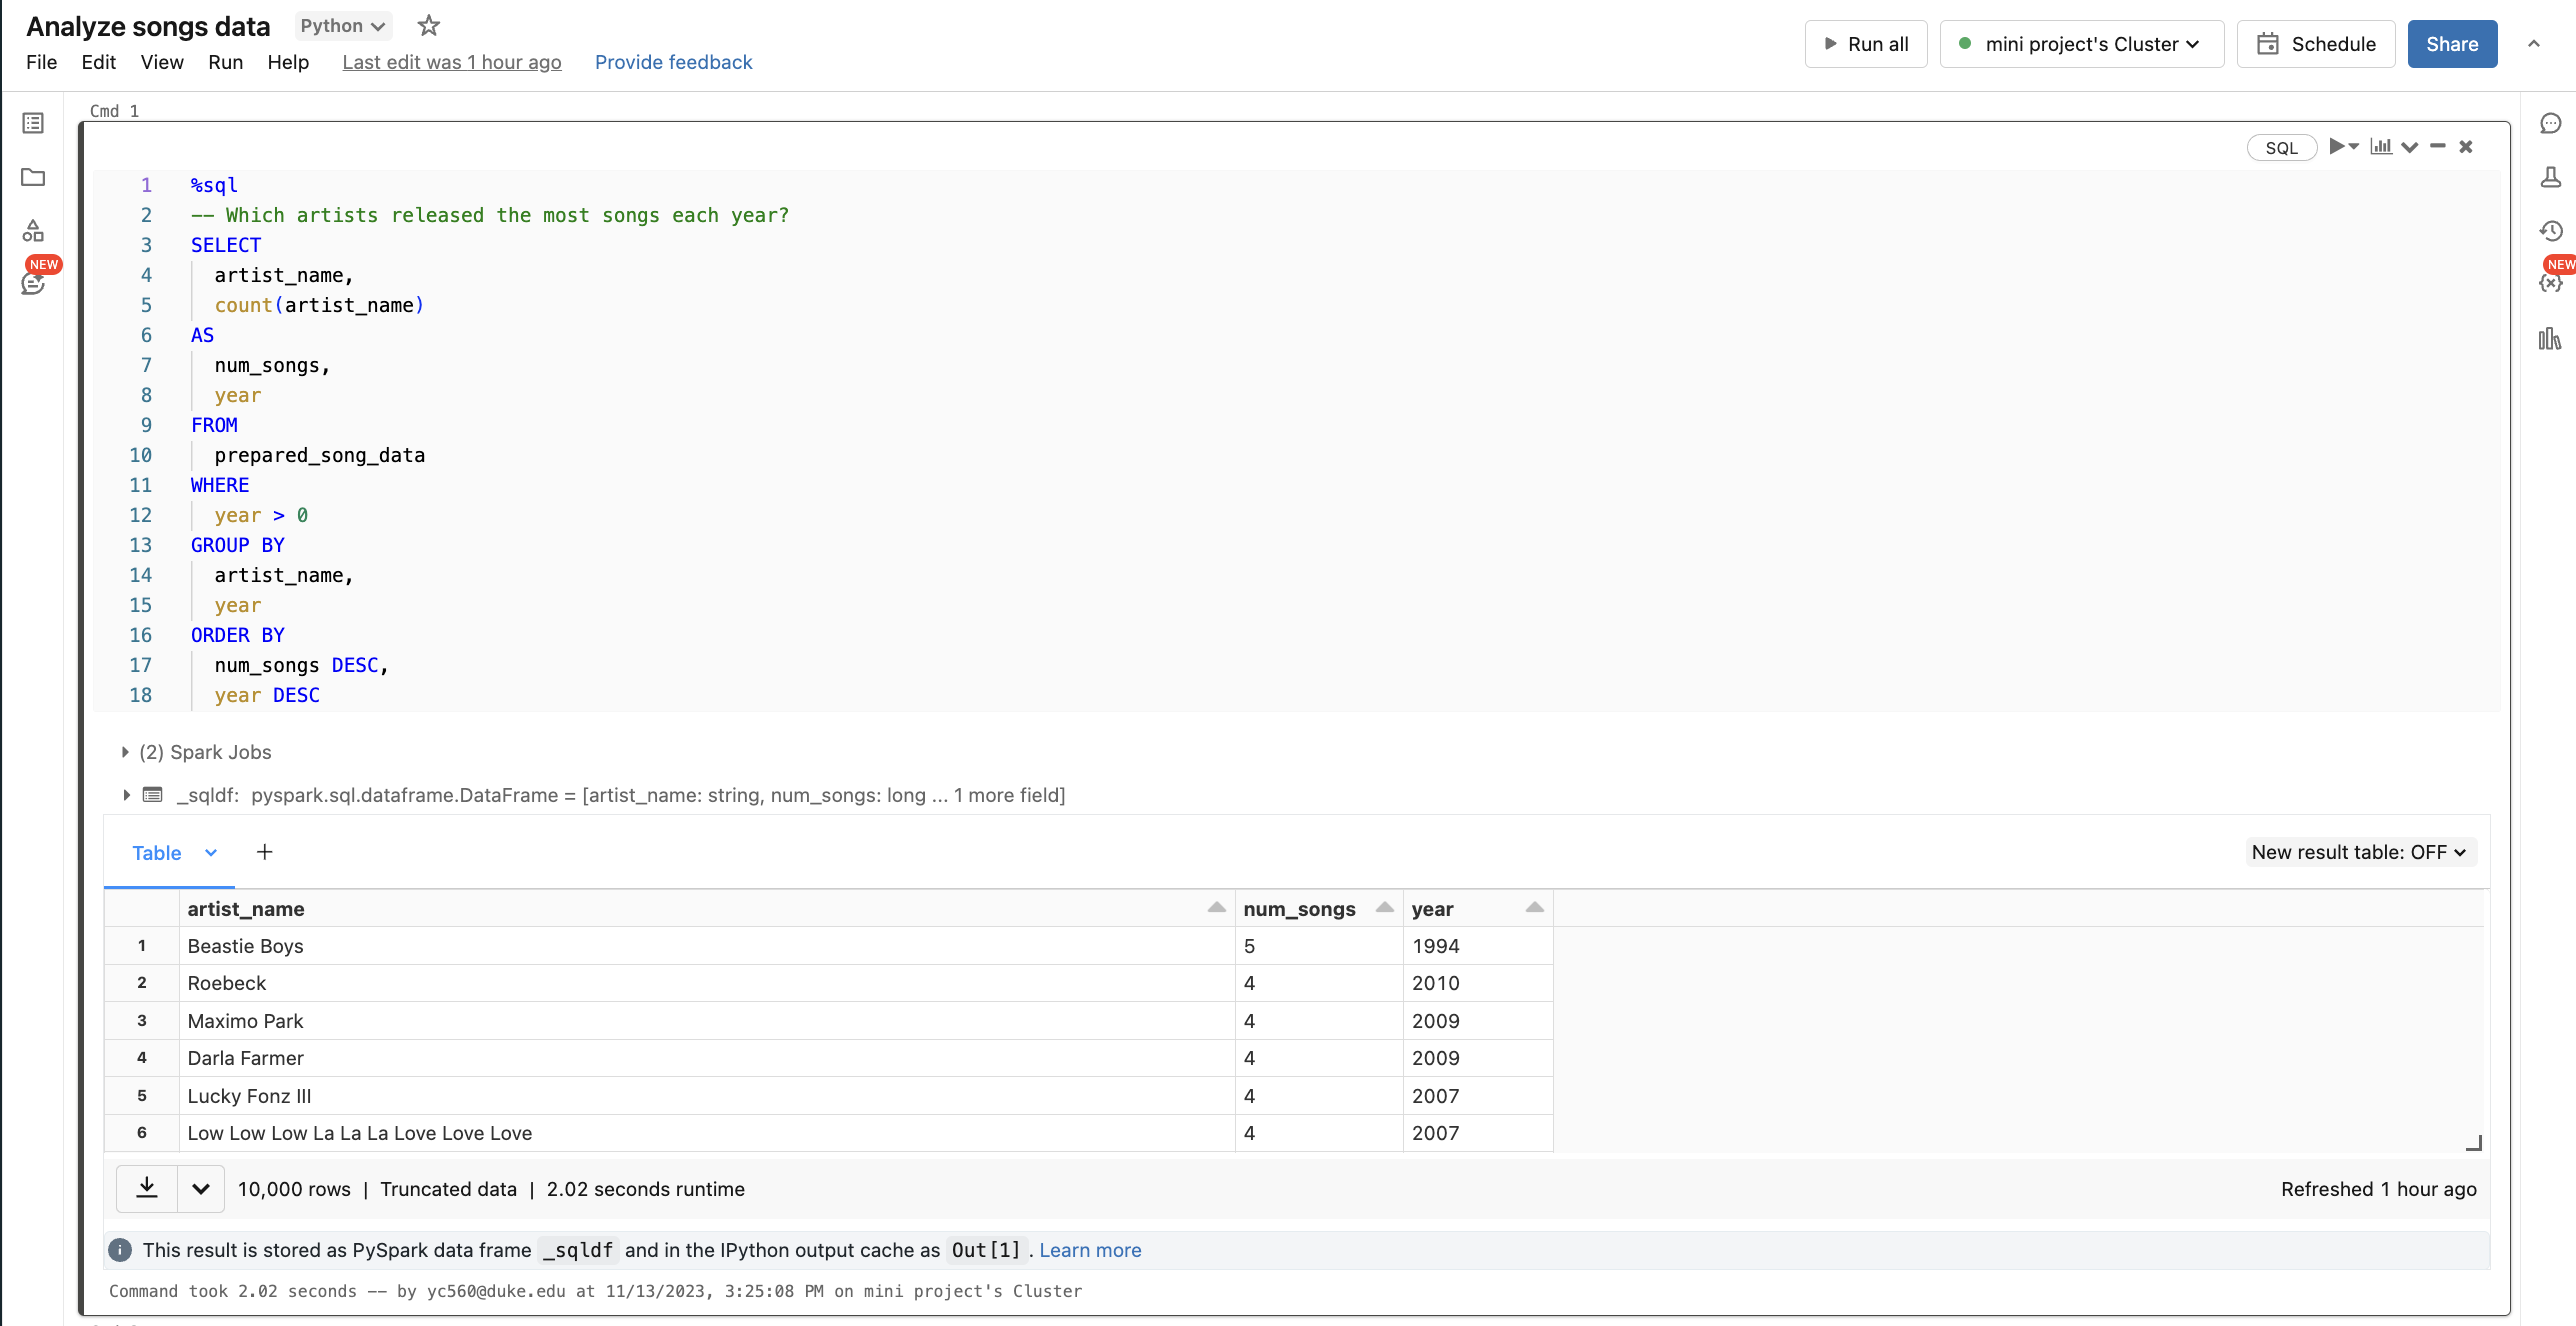 Analyze songs data Python
File Edit View Run Help Last edit was 1 hour ago Provide feedback
Run all mini project's Cluster Schedule Share
Cmd 1
SQL
NEW
NEW
1 %sql
2 -- Which artists released the most songs each year?
3 SELECT
4 artist_name,
5 count(artist_name)
6 AS
7 num_songs,
8 year
9 FROM
10 prepared_song_data
11 WHERE
12 year > 0
13 GROUP BY
14 artist_name,
15 year
16 ORDER BY
17 num_songs DESC,
18 year DESC
(2) Spark Jobs
_sqldf: pyspark.sql.dataframe.DataFrame = [artist_name: string, num_songs: long ... 1 more field]
Table + New result table: OFF
artist_name num_songs year
1 Beastie Boys 5 1994
2 Roebeck 4 2010
3 Maximo Park 4 2009
4 Darla Farmer 4 2009
5 Lucky Fonz III 4 2007
6 Low Low Low La La La Love Love Love 4 2007
10,000 rows | Truncated data | 2.02 seconds runtime Refreshed 1 hour ago
This result is stored as PySpark data frame _sqldf and in the IPython output cache as Out[1] . Learn more
Command took 2.02 seconds -- by yc560@duke.edu at 11/13/2023, 3:25:08 PM on mini project's Cluster